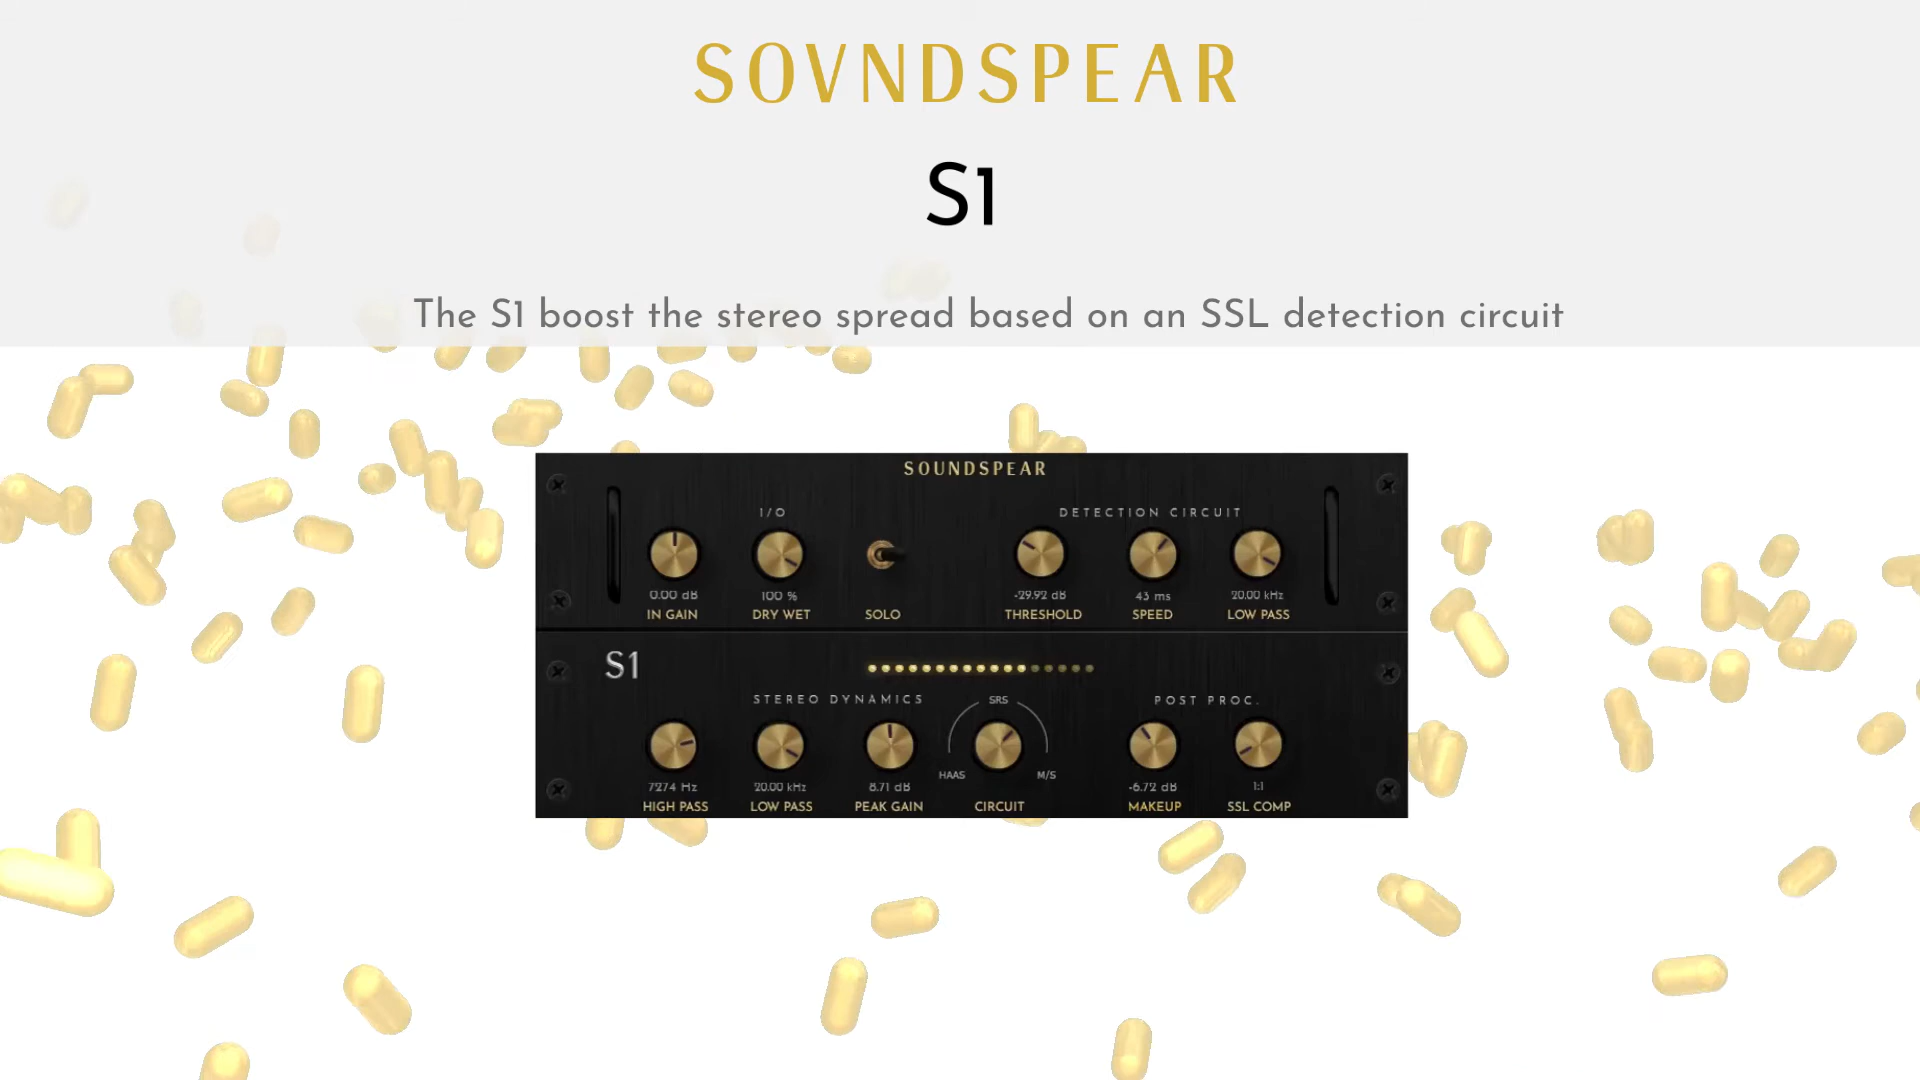 SOVNDSPEAR
S1
The S1 boost the stereo spread based on an SSL detection circuit
SOUNDSPEAR
I/O
DETECTION CIRCUIT
0.00 dB
100 %
-29.92 dB
43 ms
20.00 kHz
IN GAIN
DRY WET
SOLO
THRESHOLD
SPEED
LOW PASS
S1
STEREO DYNAMICS
SRS
POST PROC.
HAAS
M/S
7274 Hz
20.00 kHz
8.71 dB
-6.72 dB
1:1
HIGH PASS
LOW PASS
PEAK GAIN
CIRCUIT
MAKEUP
SSL COMP